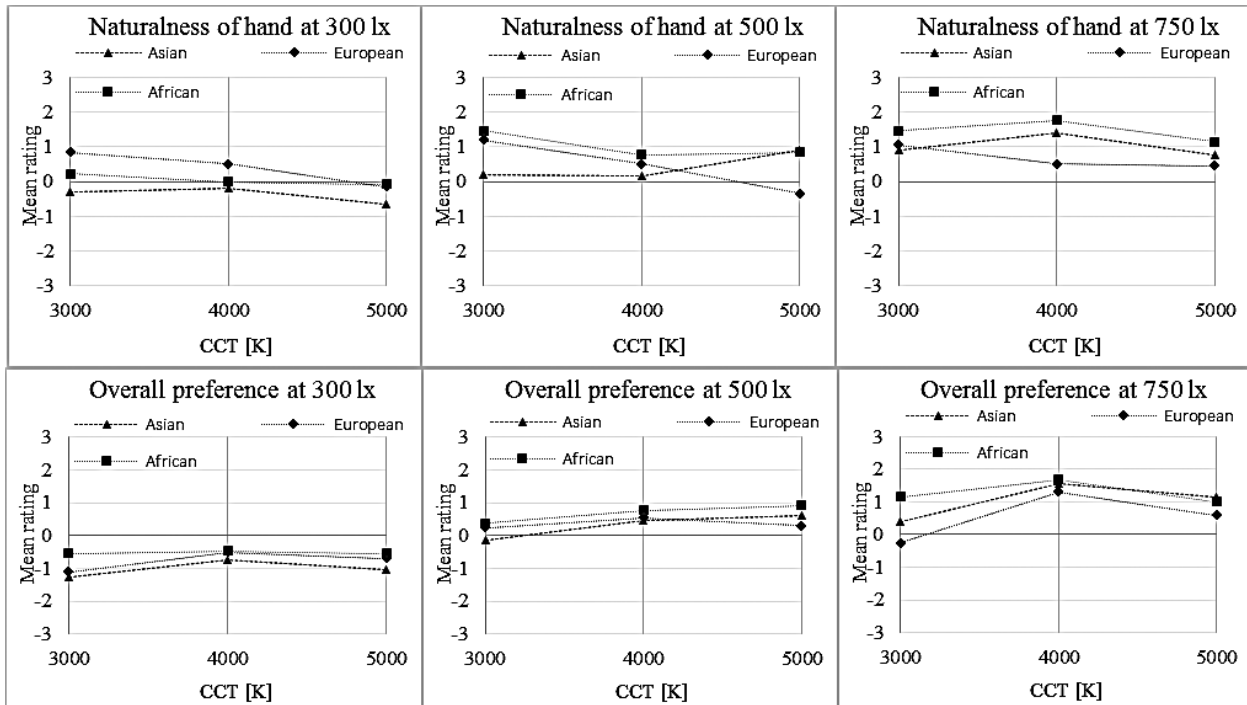 Naturalness of hand at 300 lx
Asian European
African
3
2
1
0
-1
-2
-3
Mean rating
3000 4000 5000
CCT [K]
Naturalness of hand at 500 lx
Asian European
African
3
2
1
0
-1
-2
-3
Mean rating
3000 4000 5000
CCT [K]
Naturalness of hand at 750 lx
Asian European
African
3
2
1
0
-1
-2
-3
Mean rating
3000 4000 5000
CCT [K]
Overall preference at 300 lx
Asian European
African
3
2
1
0
-1
-2
-3
Mean rating
3000 4000 5000
CCT [K]
Overall preference at 500 lx
Asian European
African
3
2
1
0
-1
-2
-3
Mean rating
3000 4000 5000
CCT [K]
Overall preference at 750 lx
Asian European
African
3
2
1
0
-1
-2
-3
Mean rating
3000 4000 5000
CCT [K]